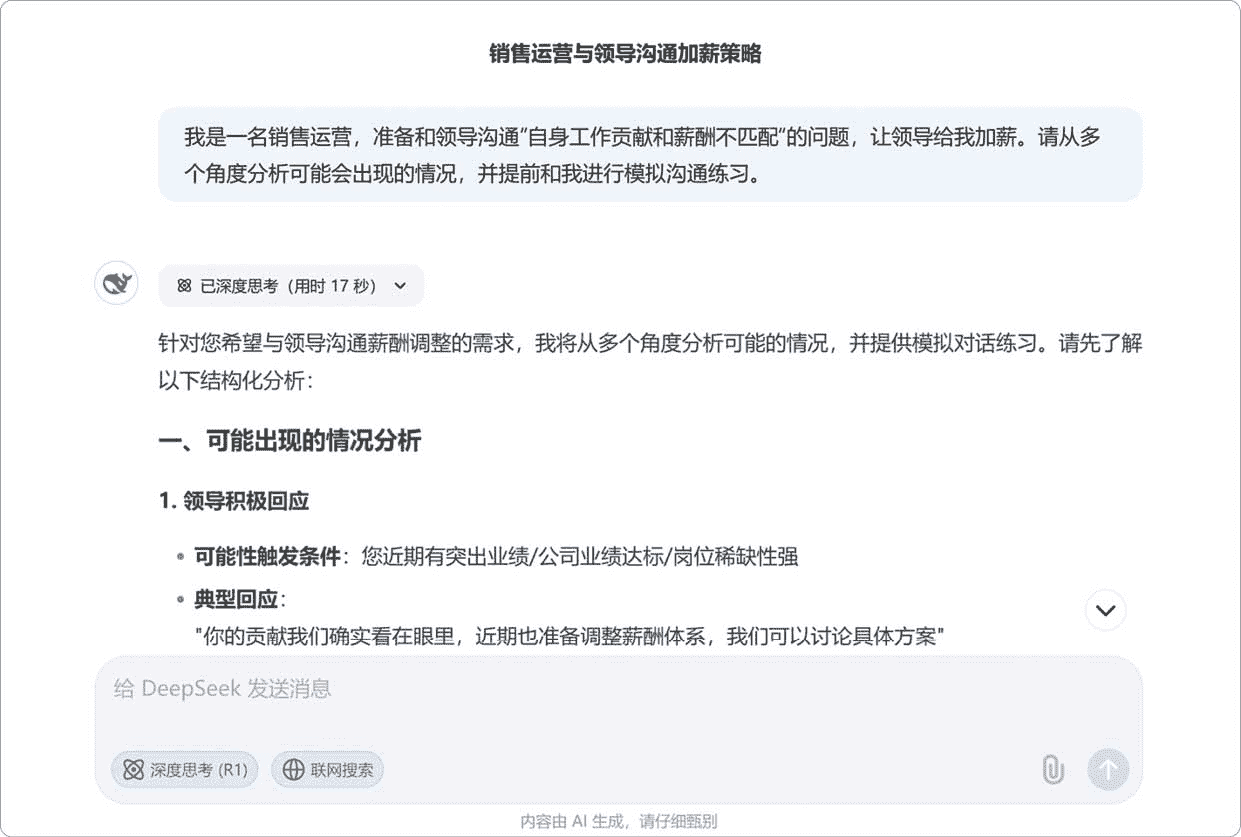 销售运营与领导沟通加薪策略
我是一名销售运营，准备和领导沟通”自身工作贡献和薪酬不匹配”的问题，让领导给我加薪。请从多
个角度分析可能会出现的情况，并提前和我进行模拟沟通练习。
已深度思考（用时 17 秒）
针对您希望与领导沟通薪酬调整的需求，我将从多个角度分析可能的情况，并提供模拟对话练习。请先了解
以下结构化分析：
一、可能出现的情况分析
1. 领导积极回应
• 可能性触发条件：您近期有突出业绩/公司业绩达标/岗位稀缺性强
• 典型回应：
"你的贡献我们确实看在眼里，近期也准备调整薪酬体系，我们可以讨论具体方案"
给 DeepSeek 发送消息
深度思考 (R1) 联网搜索
内容由 AI 生成，请仔细甄别